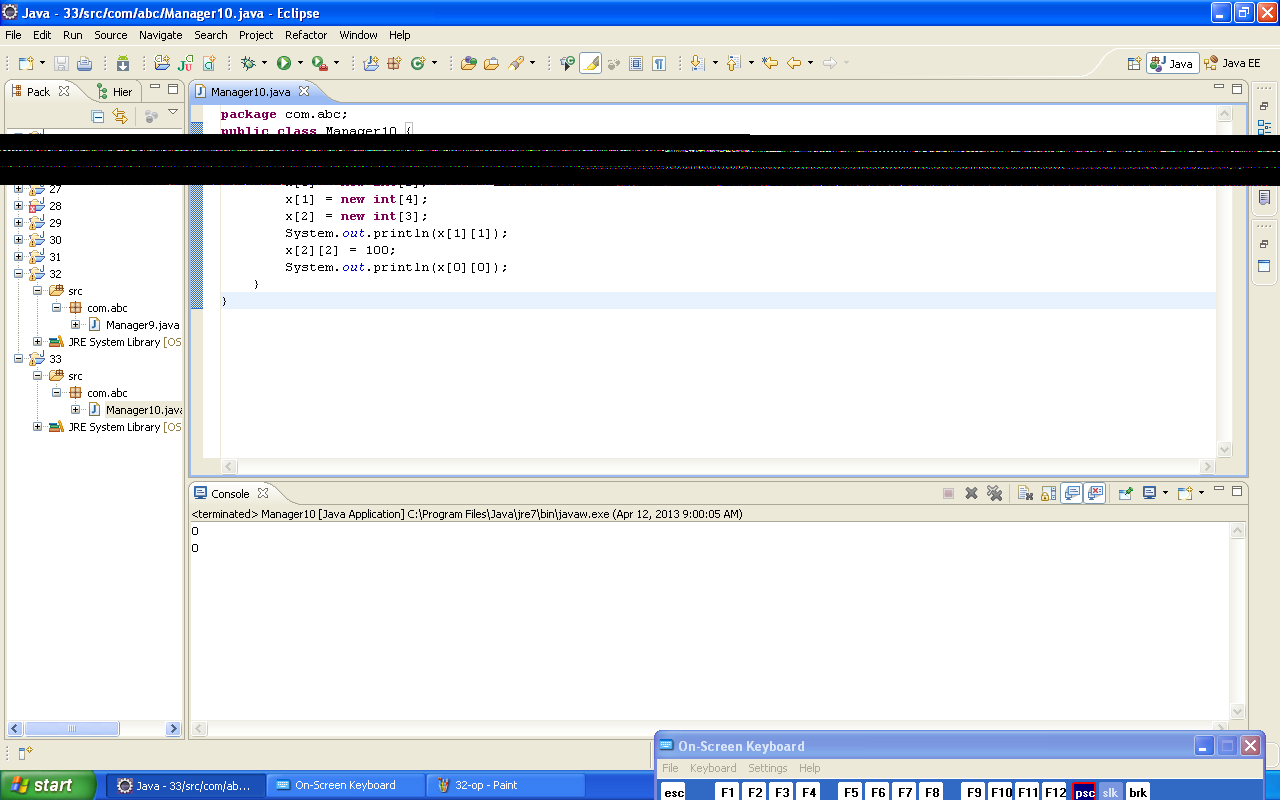 Java - 33/src/com/abc/Manager10.java - Eclipse
File Edit Run Source Navigate Search Project Refactor Window Help
Java
Java EE
Pack
Hier
Manager10.java
package com.abc;
public class Manager10 {
x[1] = new int[4];
x[2] = new int[3];
System.out.println(x[1][1]);
x[2][2] = 100;
System.out.println(x[0][0]);
}
}
27
28
29
30
31
32
src
com.abc
Manager9.java
JRE System Library [OS
33
src
com.abc
Manager10.java
JRE System Library [OS
Console
<terminated> Manager10 [Java Application] C:\Program Files\Java\jre7\bin\javaw.exe (Apr 12, 2013 9:00:05 AM)
0
0
On-Screen Keyboard
File Keyboard Settings Help
esc F1 F2 F3 F4 F5 F6 F7 F8 F9 F10 F11 F12 psc slk brk
start
Java - 33/src/com/ab...
On-Screen Keyboard
32-op - Paint